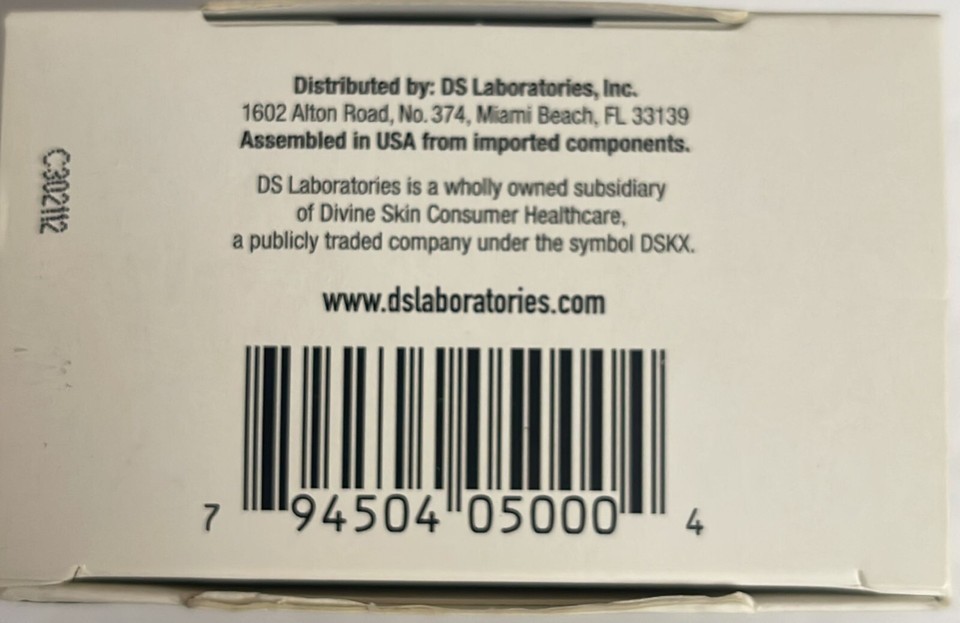 Distributed by: DS Laboratories, Inc.
1602 Alton Road, No. 374, Miami Beach, FL 33139
Assembled in USA from imported components.
DS Laboratories is a wholly owned subsidiary
of Divine Skin Consumer Healthcare,
a publicly traded company under the symbol DSKX.
www.dslaboratories.com
7 94504 05000 4
C302112